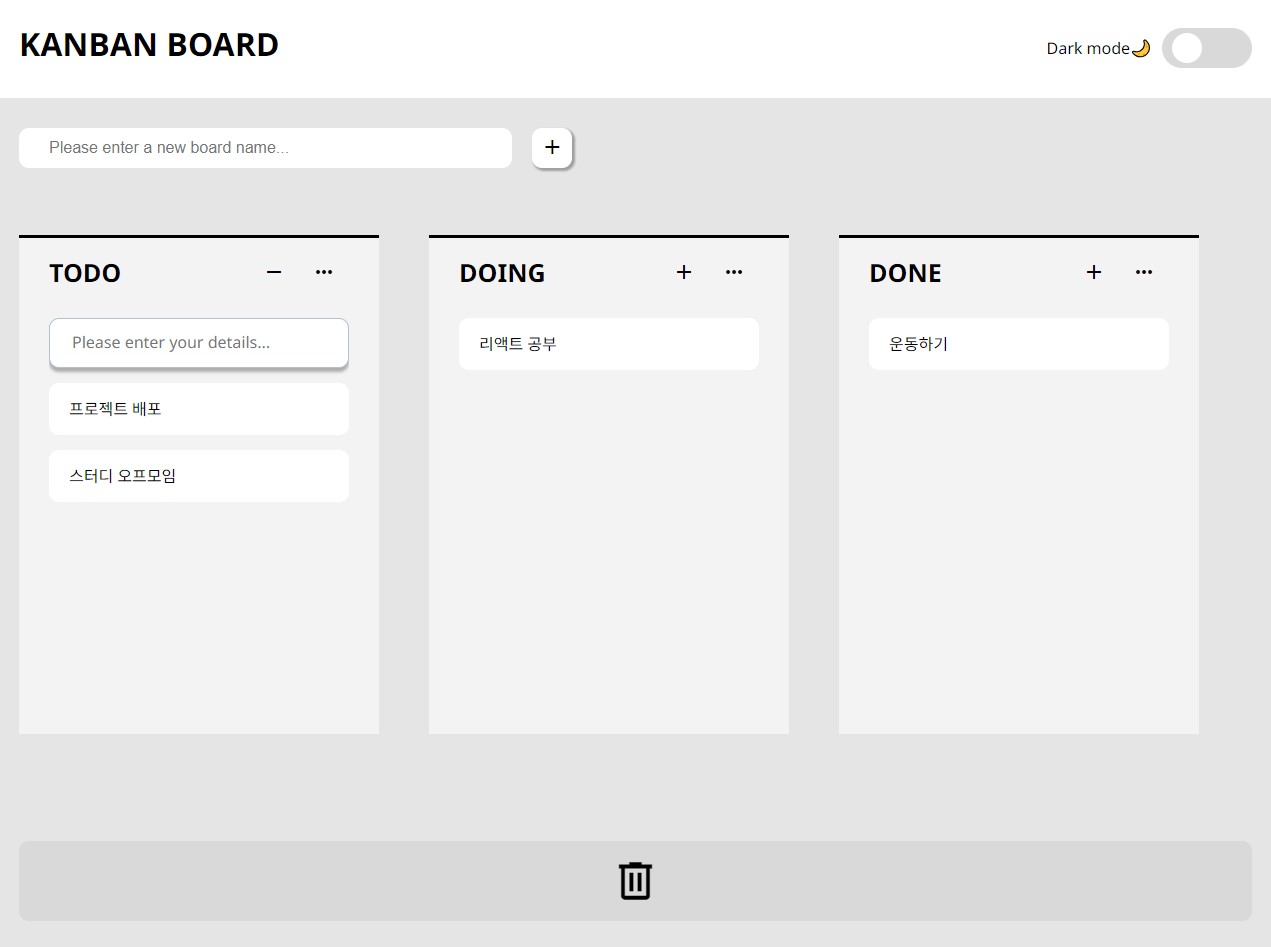 KANBAN BOARD
Dark mode🌙
Please enter a new board name...
+
TODO
Please enter your details...
프로젝트 배포
스터디 오프모임
DOING
리액트 공부
DONE
운동하기